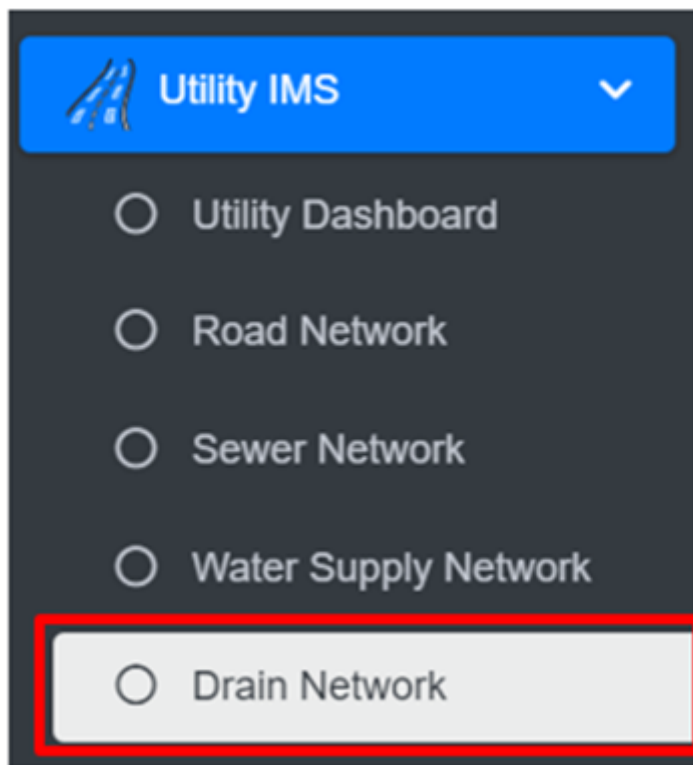 Utility IMS
Utility Dashboard
Road Network
Sewer Network
Water Supply Network
Drain Network